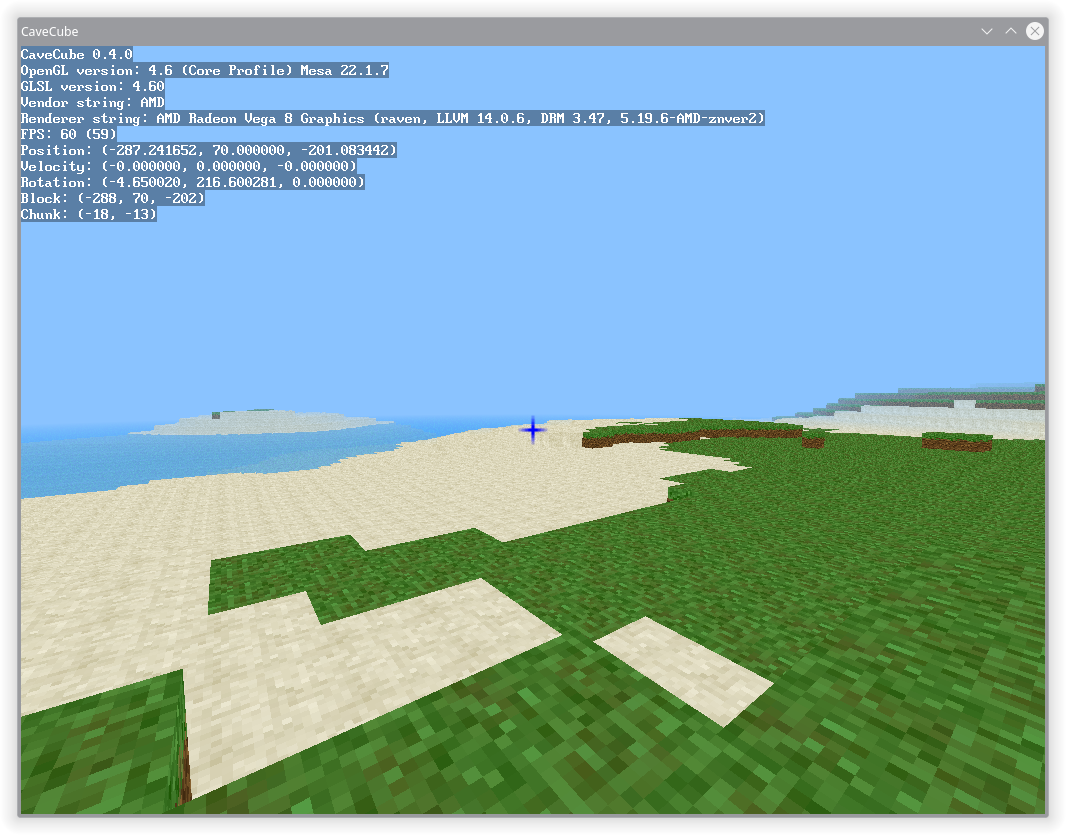 CaveCube
CaveCube 0.4.0
OpenGL version: 4.6 (Core Profile) Mesa 22.1.7
GLSL version: 4.60
Vendor string: AMD
Renderer string: AMD Radeon Vega 8 Graphics (raven, LLVM 14.0.6, DRM 3.47, 5.19.6-AMD-znver2)
FPS: 60 (59)
Position: (-287.241652, 70.000000, -201.083442)
Velocity: (-0.000000, 0.000000, -0.000000)
Rotation: (-4.650020, 216.600281, 0.000000)
Block: (-288, 70, -202)
Chunk: (-18, -13)